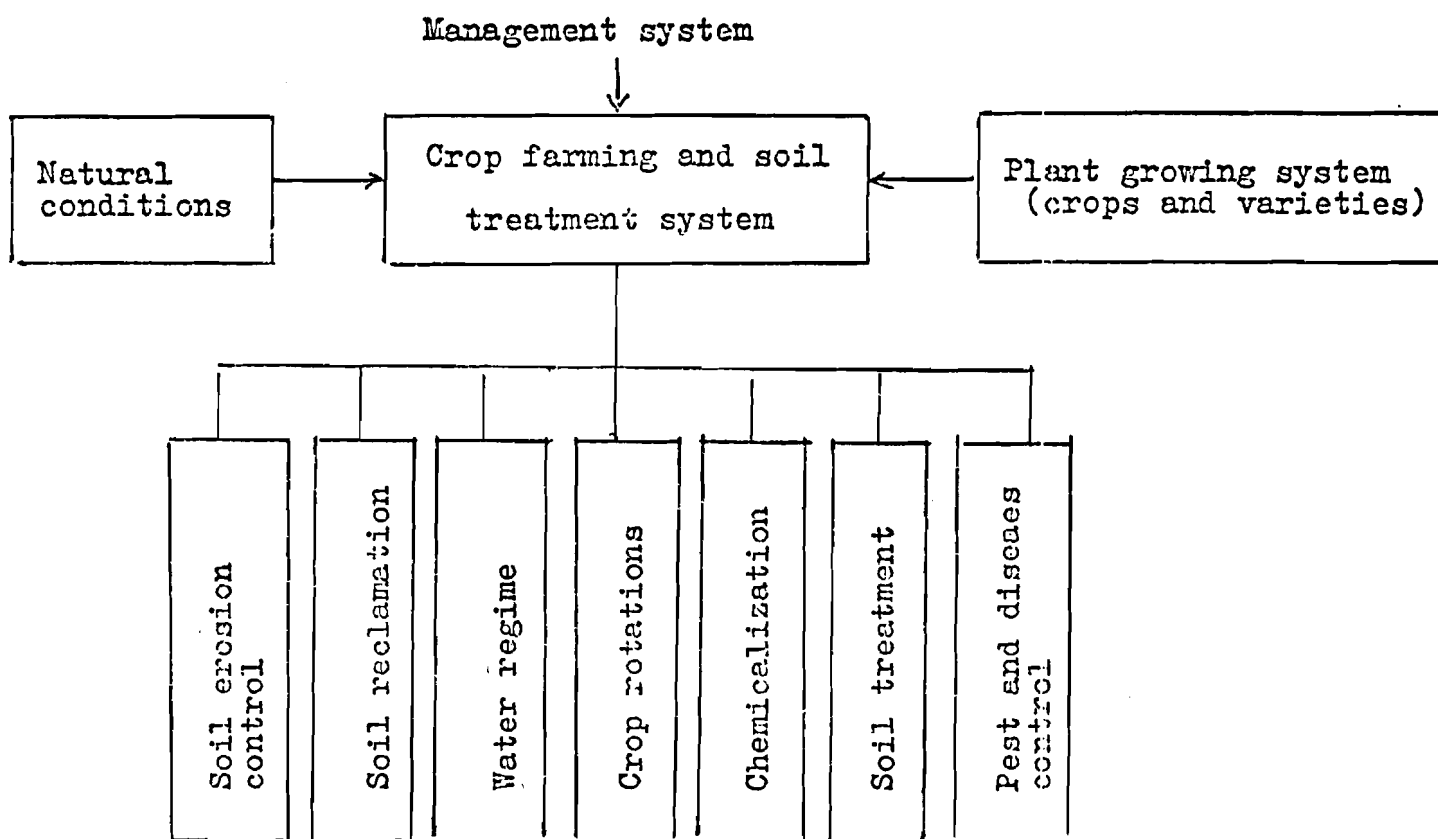 Management system
Natural
conditions
Crop farming and soil
treatment system
Plant growing system
(crops and varieties)
Soil erosion
control
Soil reclamation
Water regime
Crop rotations
Chemicalization
Soil treatment
Pest and diseaes
control